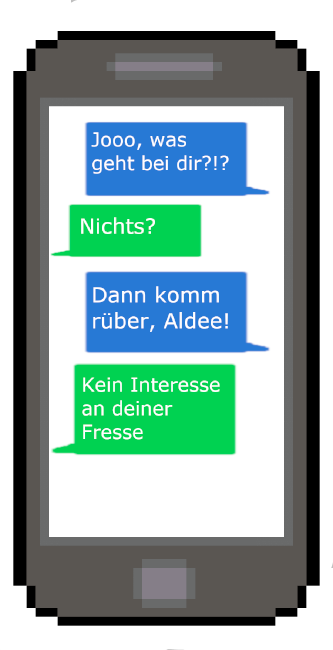 Jooo, was
geht bei dir?!?
Nichts?
Dann komm
rüber, Aldee!
Kein Interesse
an deiner
Fresse